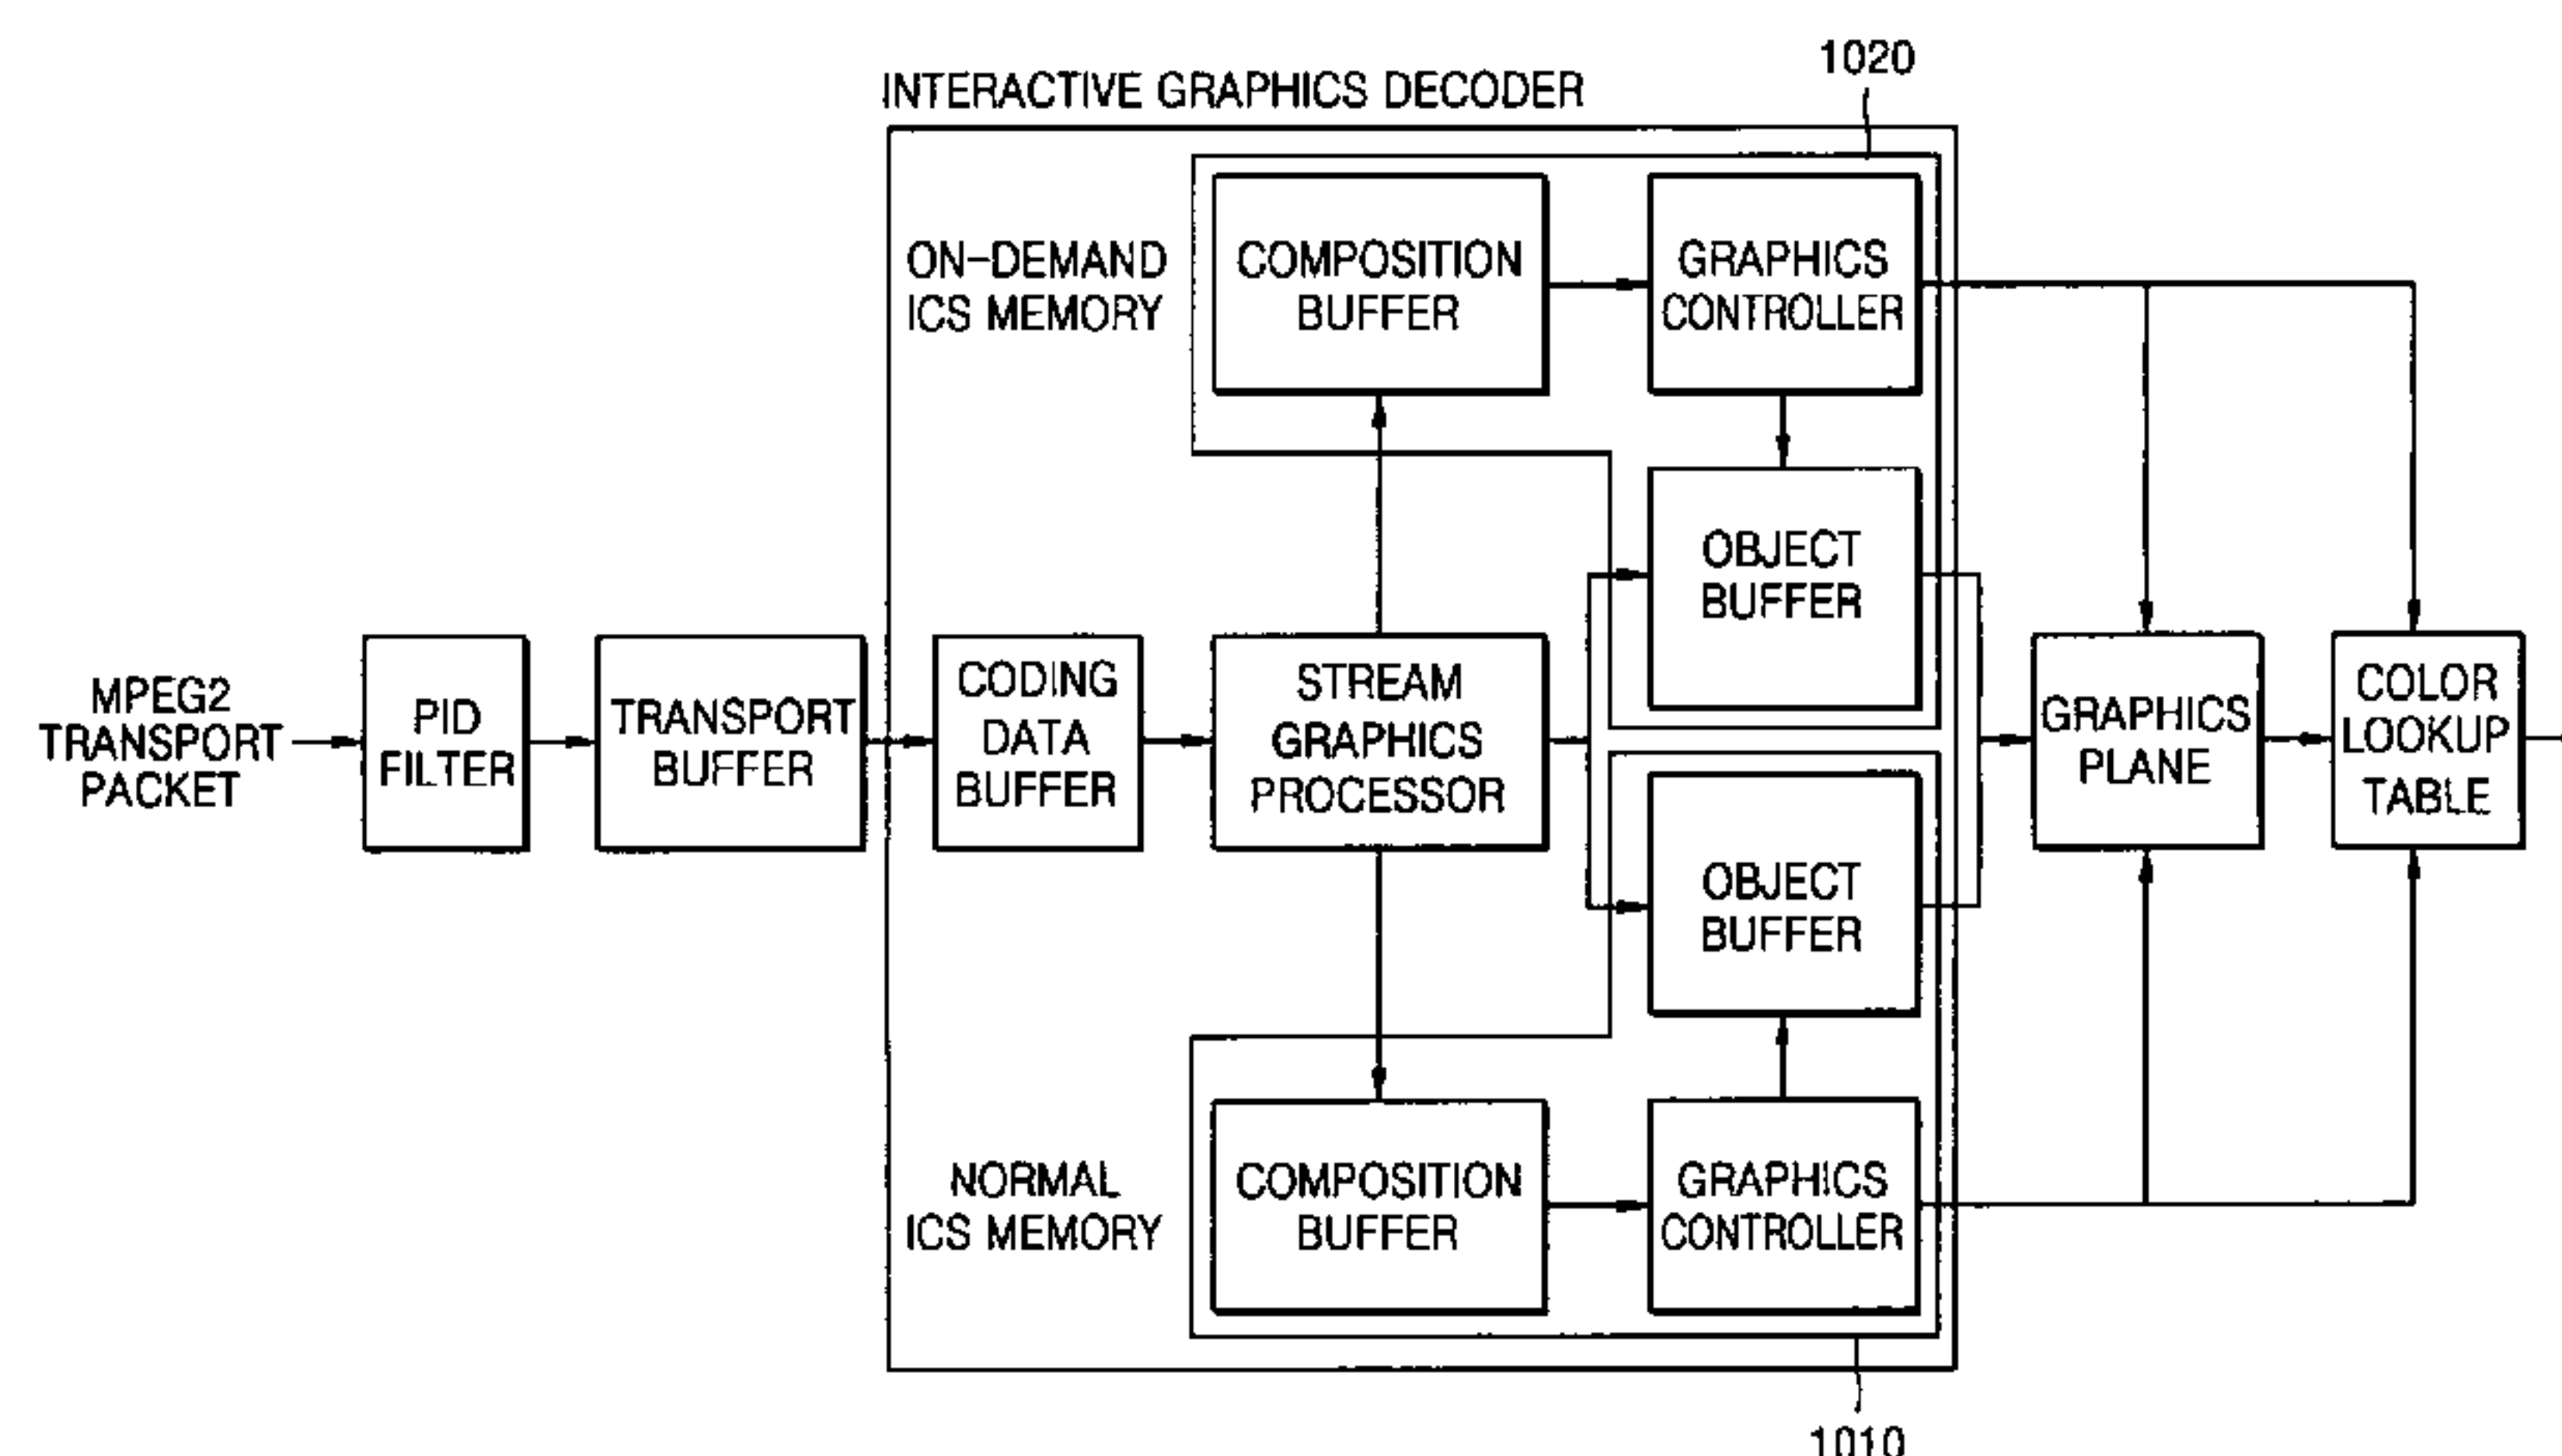 1020
INTERACTIVE GRAPHICS DECODER
ON-DEMAND
ICS MEMORY
COMPOSITION
BUFFER
GRAPHICS
CONTROLLER
OBJECT
BUFFER
MPEG2
TRANSPORT
PACKET
PID
FILTER
TRANSPORT
BUFFER
CODING
DATA
BUFFER
STREAM
GRAPHICS
PROCESSOR
GRAPHICS
PLANE
COLOR
LOOKUP
TABLE
OBJECT
BUFFER
NORMAL
ICS MEMORY
COMPOSITION
BUFFER
GRAPHICS
CONTROLLER
1010